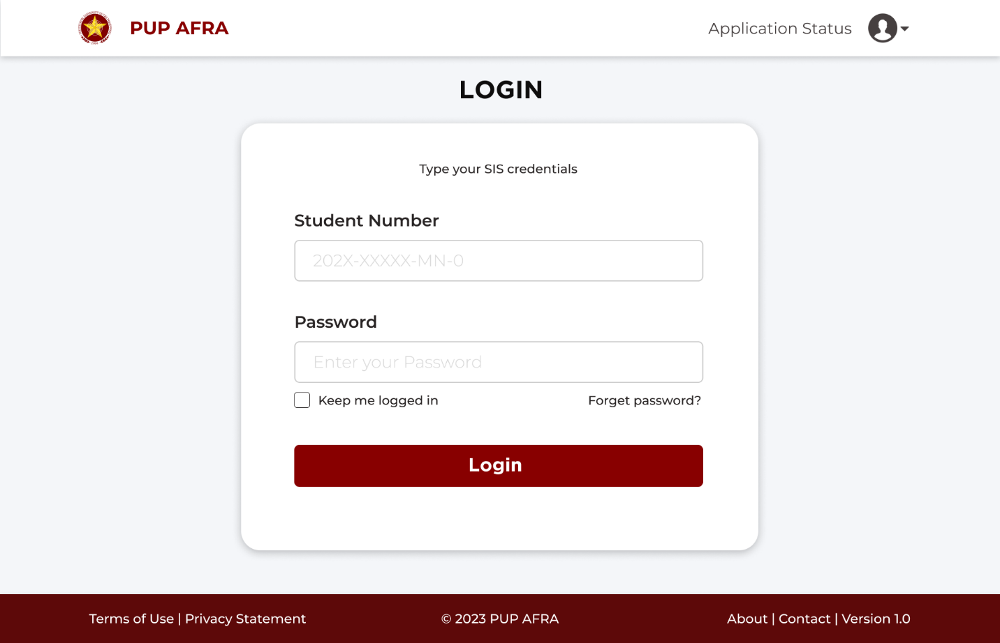 PUP AFRA
Application Status
LOGIN
Type your SIS credentials
Student Number
202X-XXXXX-MN-0
Password
Enter your Password
Keep me logged in
Forget password?
Login
Terms of Use | Privacy Statement
© 2023 PUP AFRA
About | Contact | Version 1.0